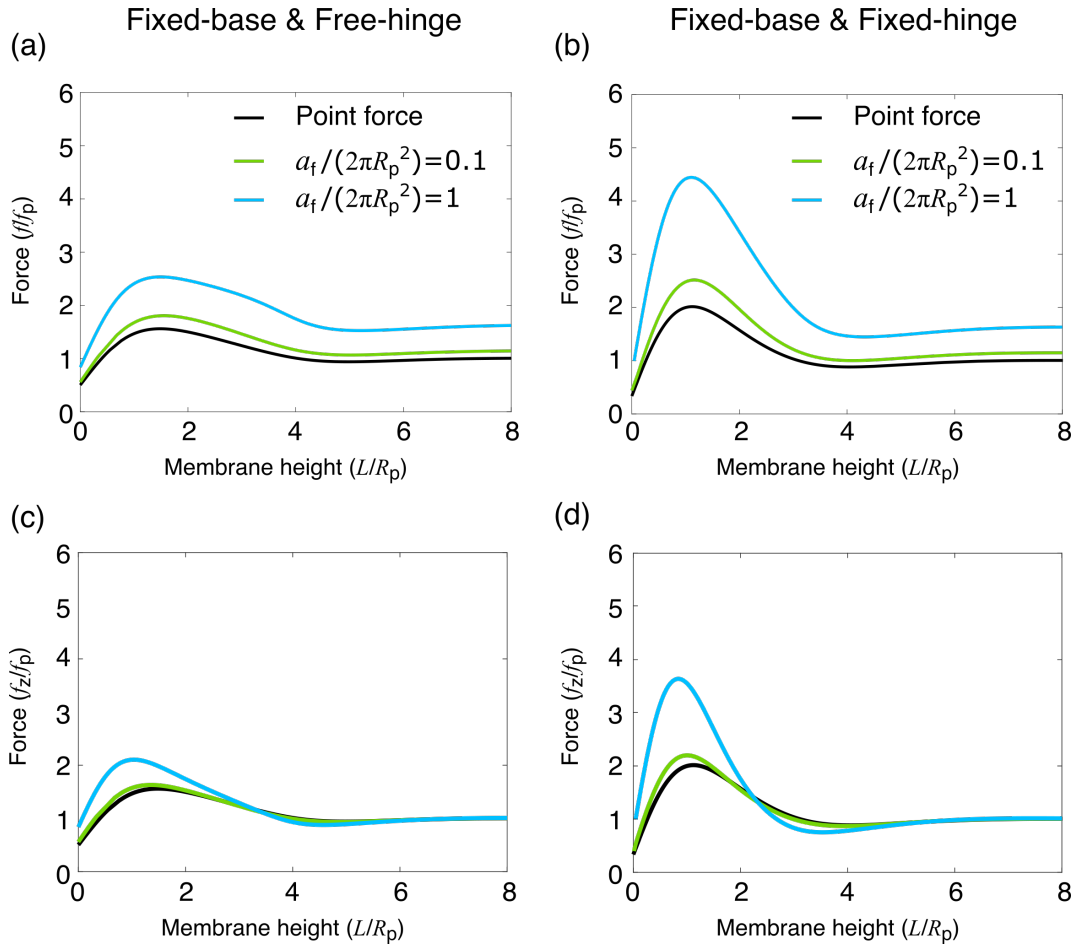 Fixed-base & Free-hinge
Fixed-base & Fixed-hinge
(a)
6
5
4
3
2
1
0
Force (f/fp)
Point force
af/(2πRp²)=0.1
af/(2πRp²)=1
0 2 4 6 8
Membrane height (L/Rp)
(b)
6
5
4
3
2
1
0
Force (f/fp)
Point force
af/(2πRp²)=0.1
af/(2πRp²)=1
0 2 4 6 8
Membrane height (L/Rp)
(c)
6
5
4
3
2
1
0
Force (fz/fp)
0 2 4 6 8
Membrane height (L/Rp)
(d)
6
5
4
3
2
1
0
Force (fz/fp)
0 2 4 6 8
Membrane height (L/Rp)